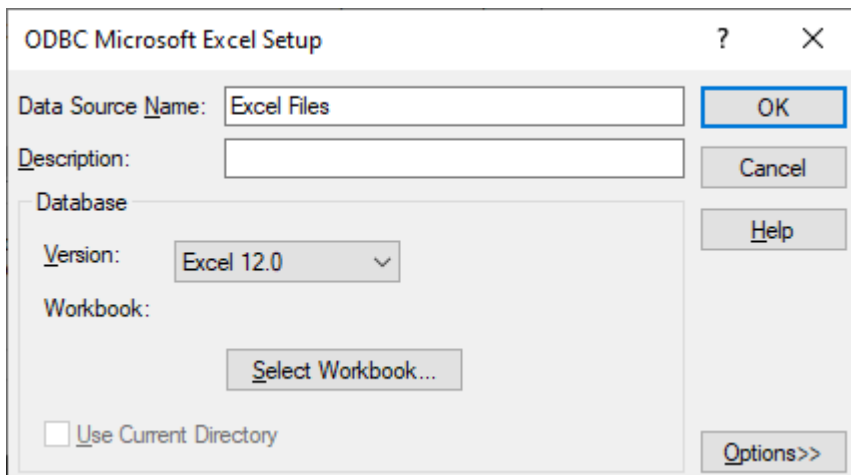 ODBC Microsoft Excel Setup ? ×
Data Source Name: Excel Files OK
Description: Cancel
Database Help
Version: Excel 12.0
Workbook:
Select Workbook...
Use Current Directory
Options>>